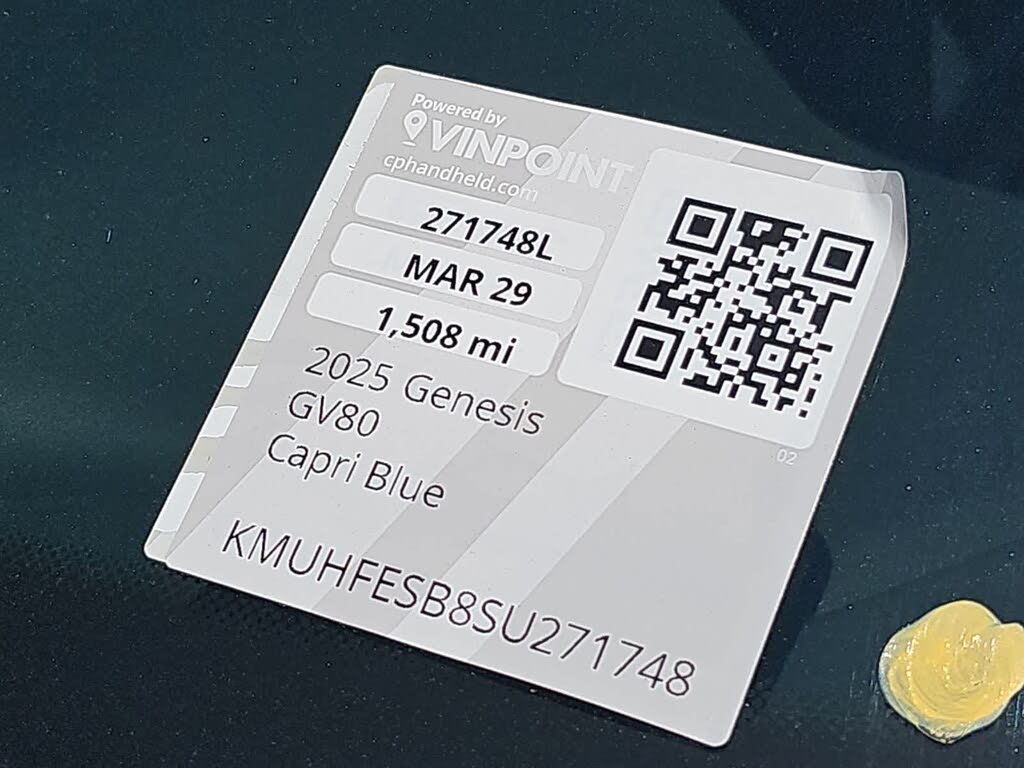 Powered by
VINPOINT
cphandheld.com
271748L
MAR 29
1,508 mi
2025 Genesis
GV80
Capri Blue
02
KMUHFESB8SU271748